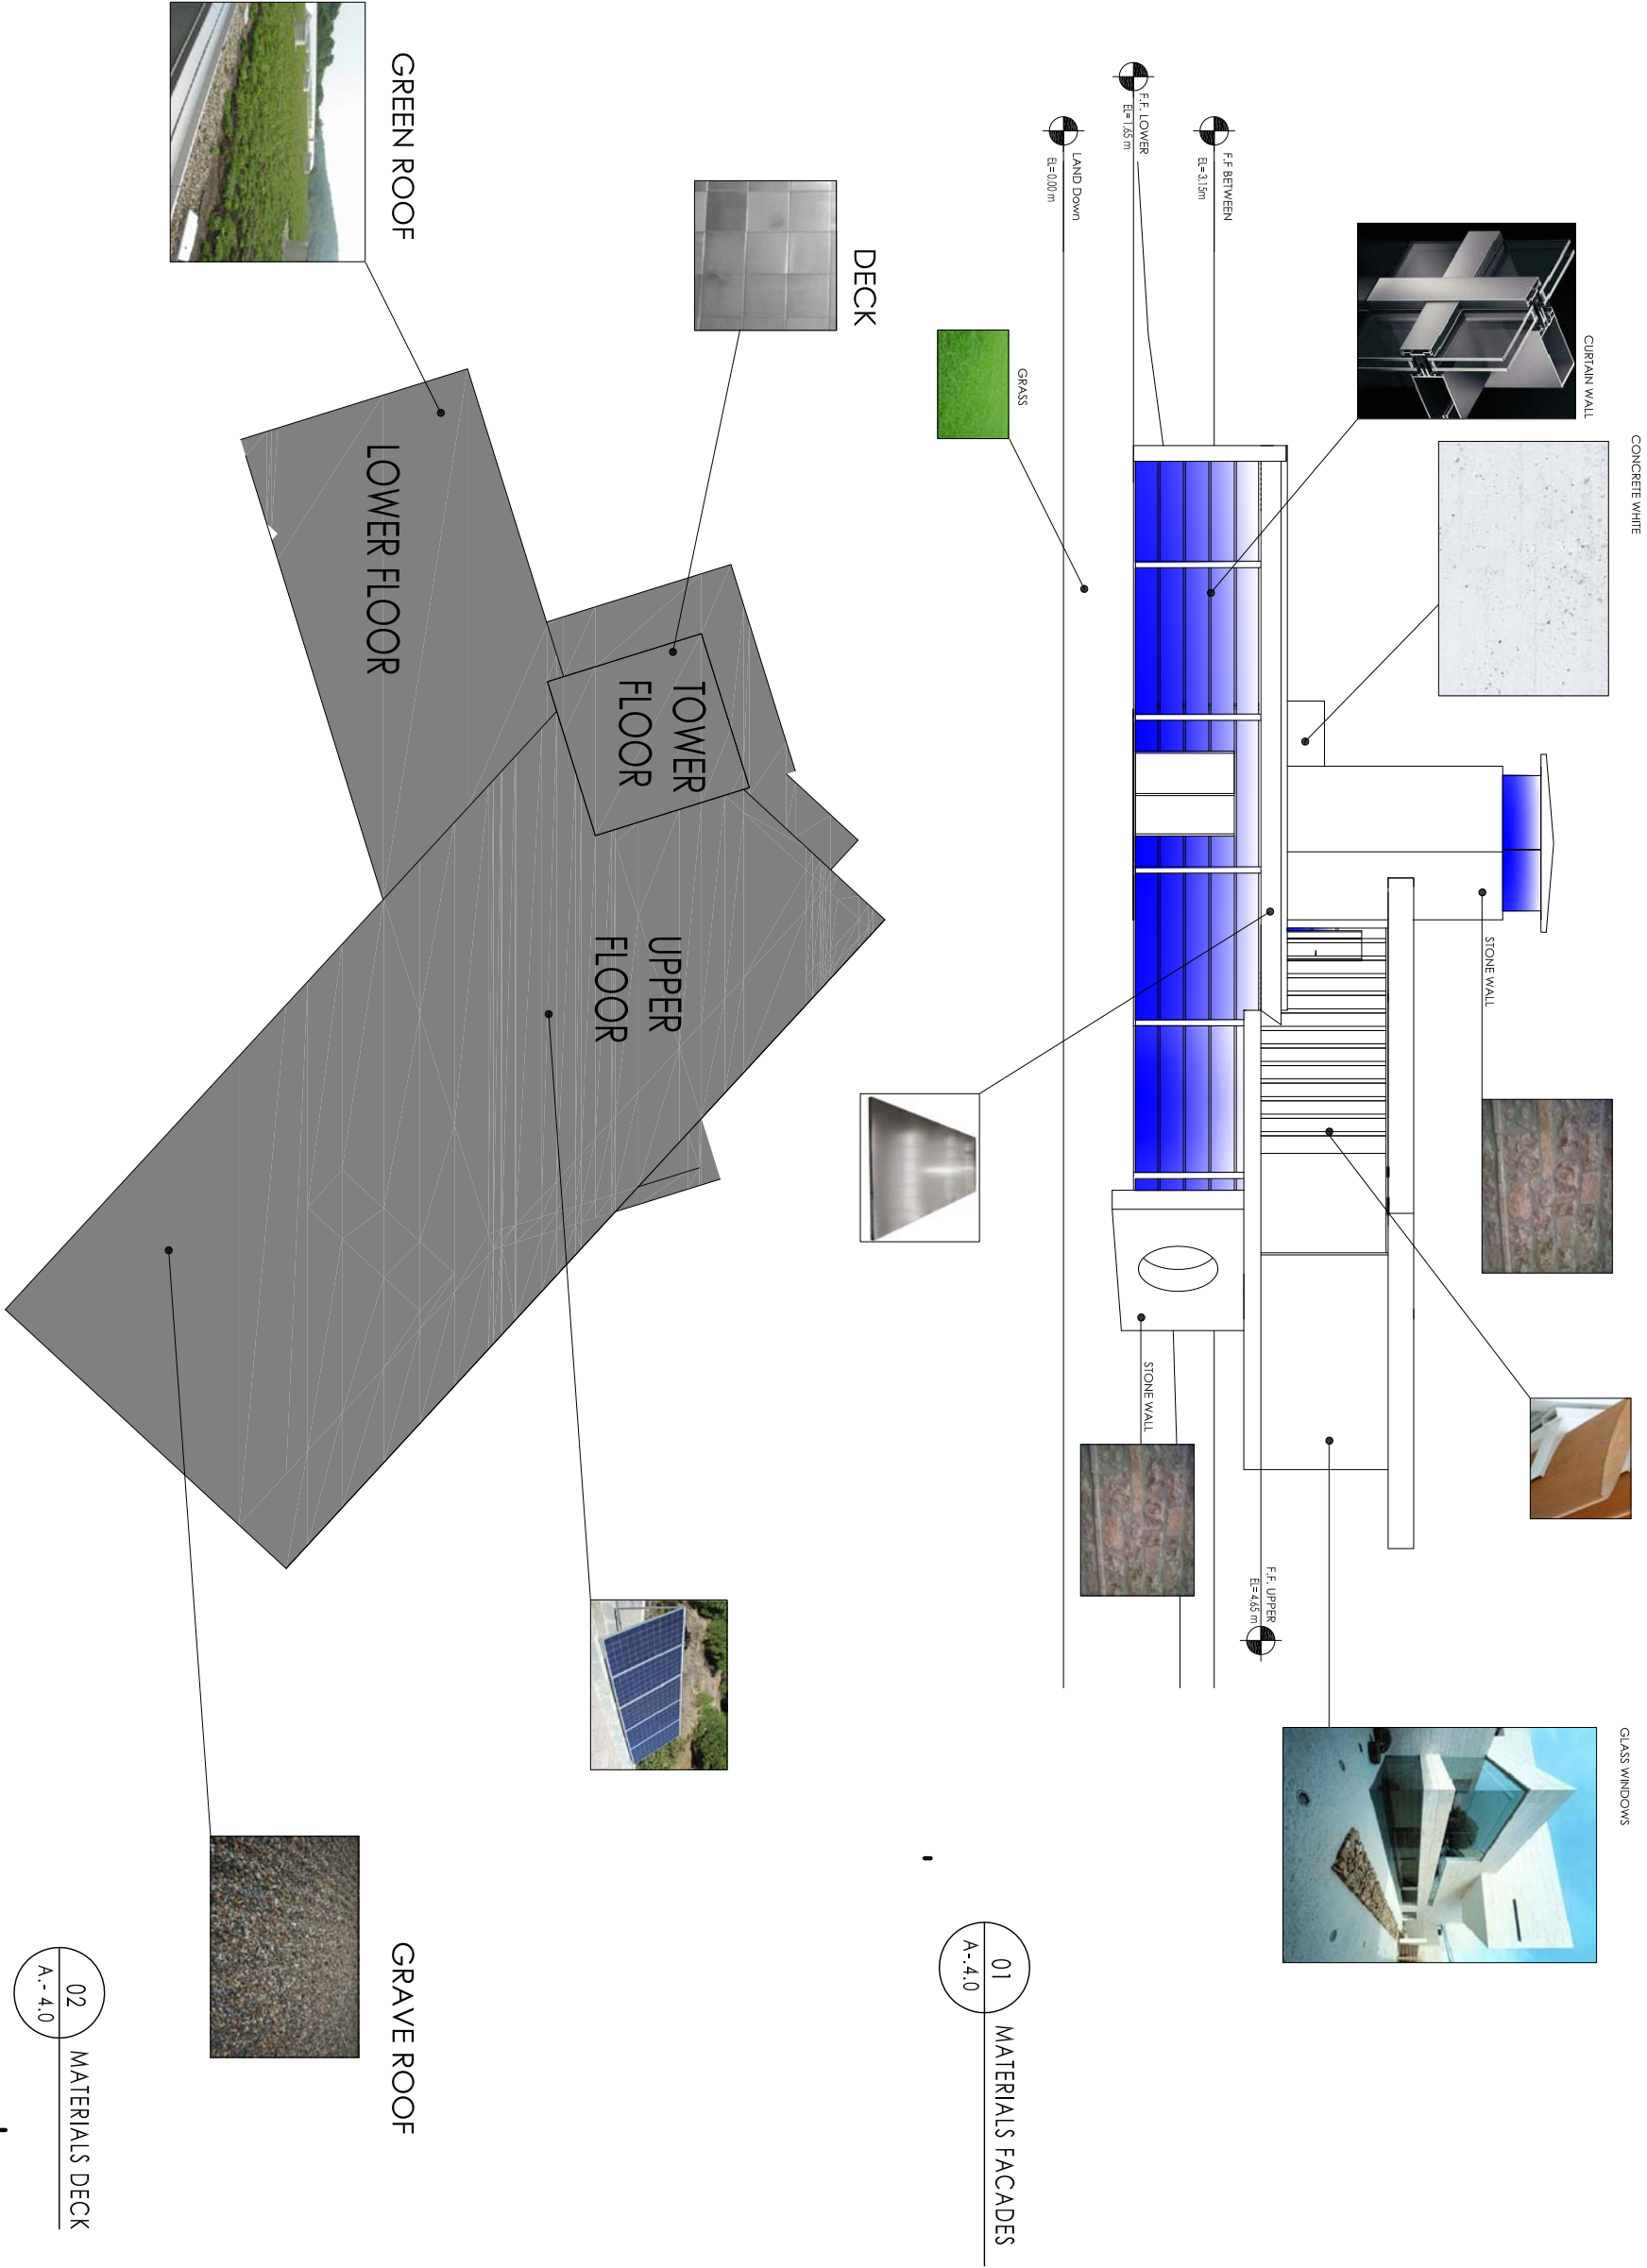 CONCRETE WHITE
CURTAIN WALL
GLASS WINDOWS
STONE WALL
F.F BETWEEN
EL= 3,15m
F.F. LOWER
EL= 1,65 m
LAND Down
EL= 0,00 m
GRASS
F.F. UPPER
EL= 4,65 m
STONE WALL
01
A-.4.0
MATERIALS FACADES
DECK
TOWER
FLOOR
UPPER
FLOOR
GREEN ROOF
LOWER FLOOR
GRAVE ROOF
02
A.- 4.0
MATERIALS DECK